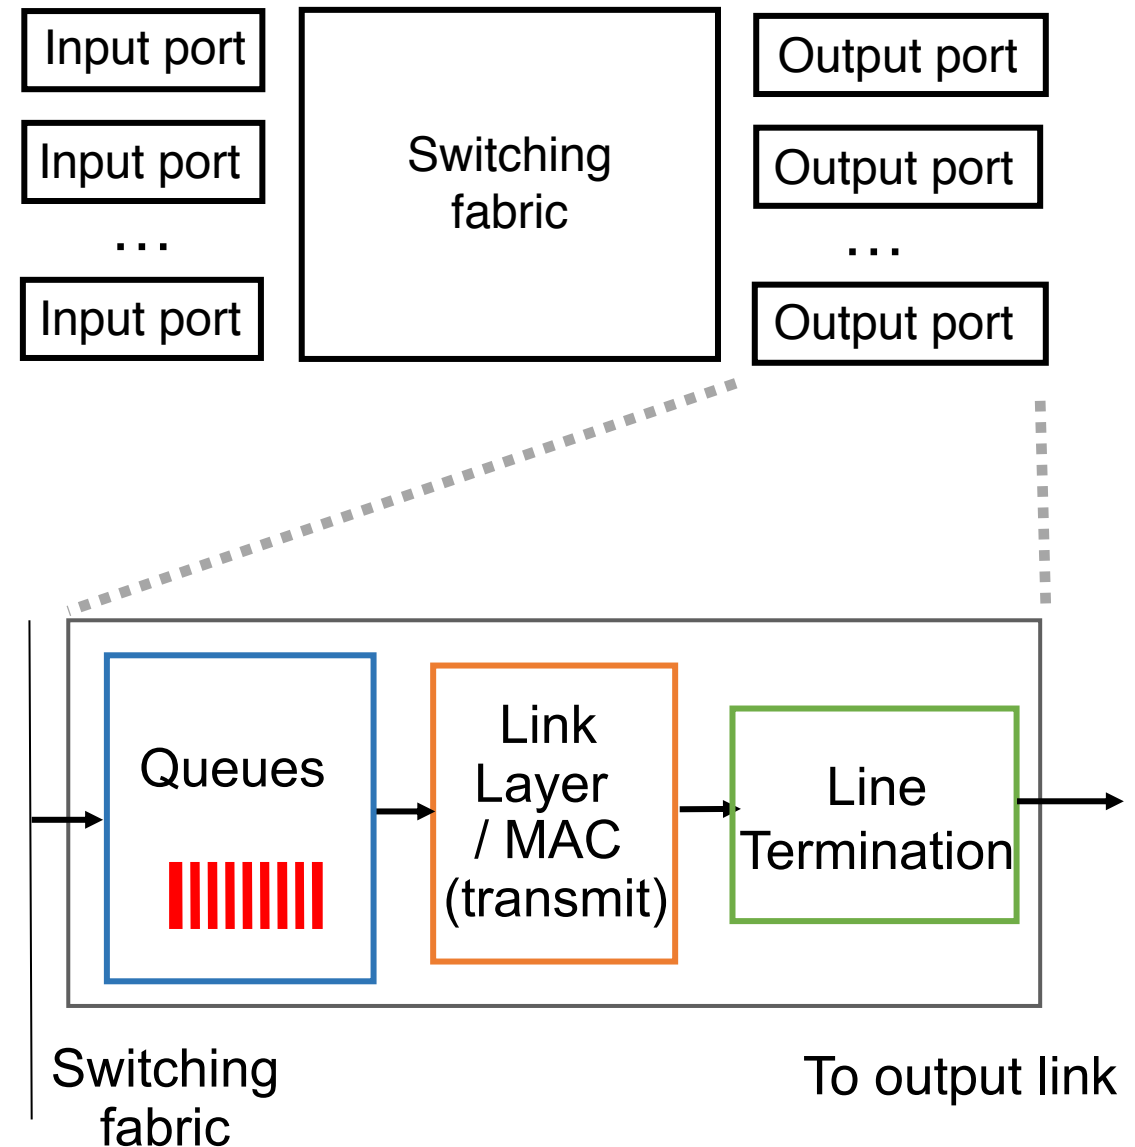 Input port
Switching
fabric
Output port
Input port
Output port
...
...
Input port
Output port
Queues
Link
Layer
/ MAC
(transmit)
Line
Termination
Switching
fabric
To output link